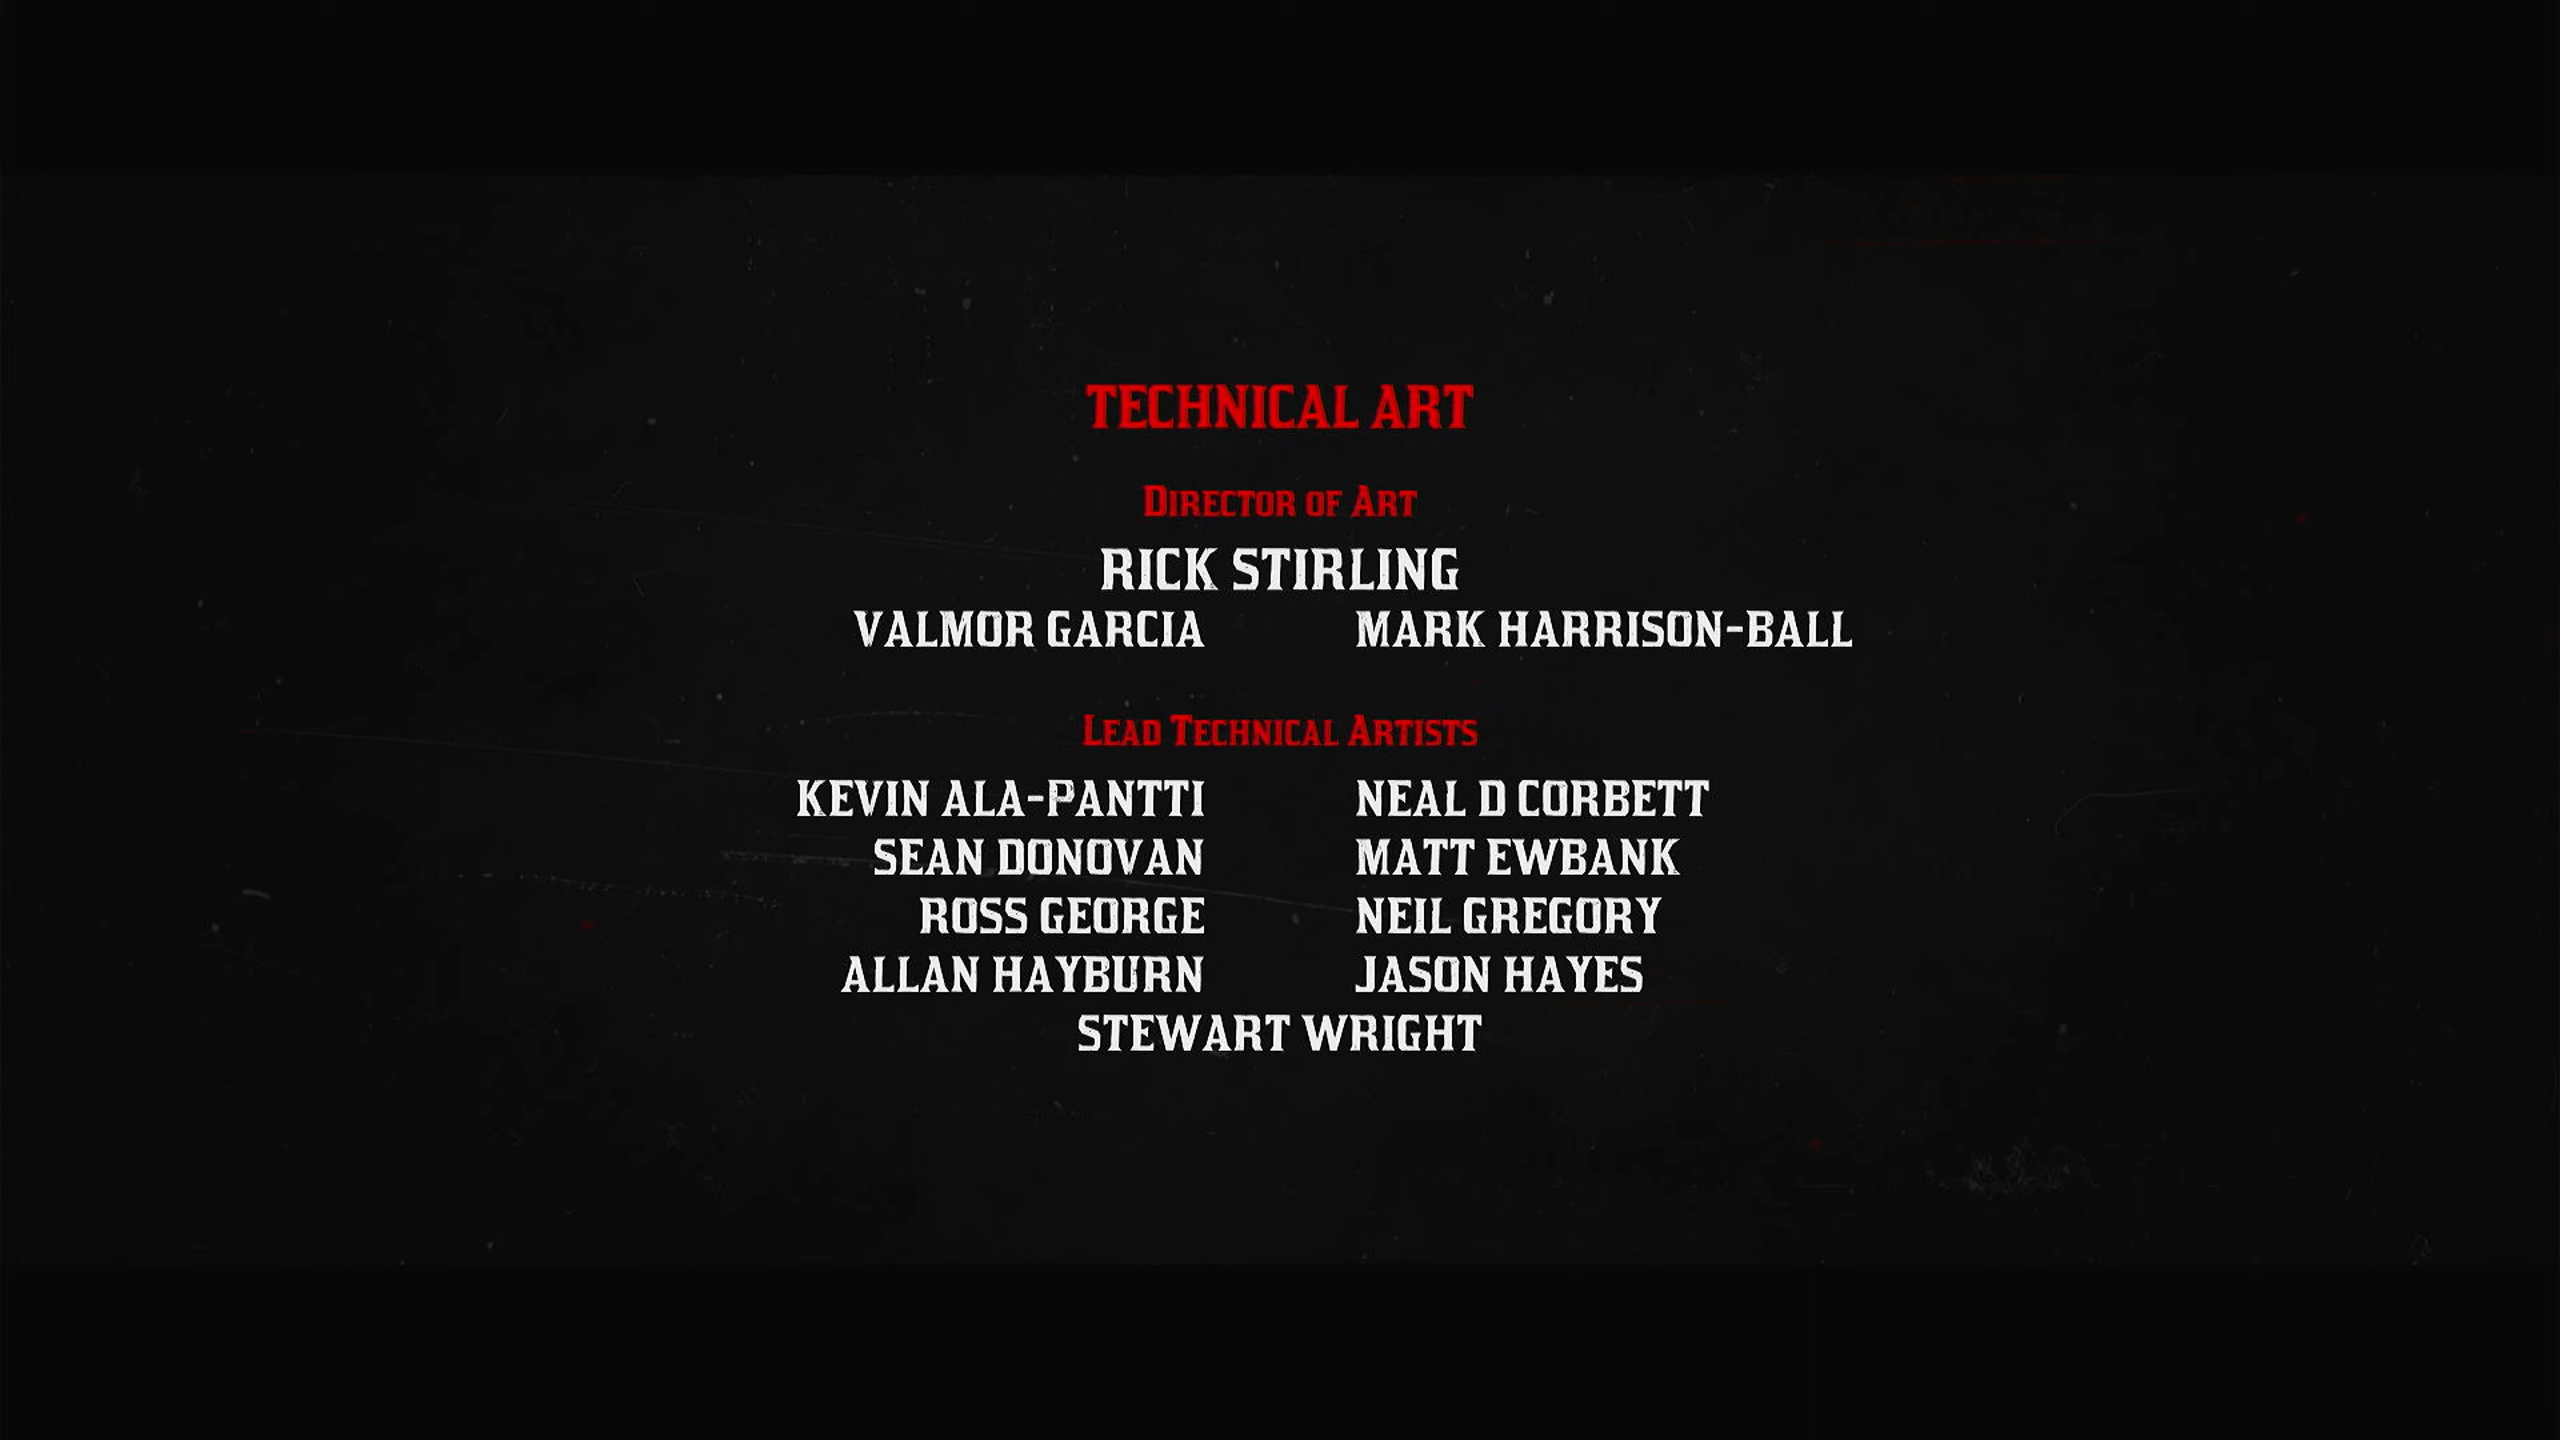 TECHNICAL ART
DIRECTOR OF ART
RICK STIRLING
VALMOR GARCIA MARK HARRISON-BALL
LEAD TECHNICAL ARTISTS
KEVIN ALA-PANTTI NEAL D CORBETT
SEAN DONOVAN MATT EWBANK
ROSS GEORGE NEIL GREGORY
ALLAN HAYBURN JASON HAYES
STEWART WRIGHT